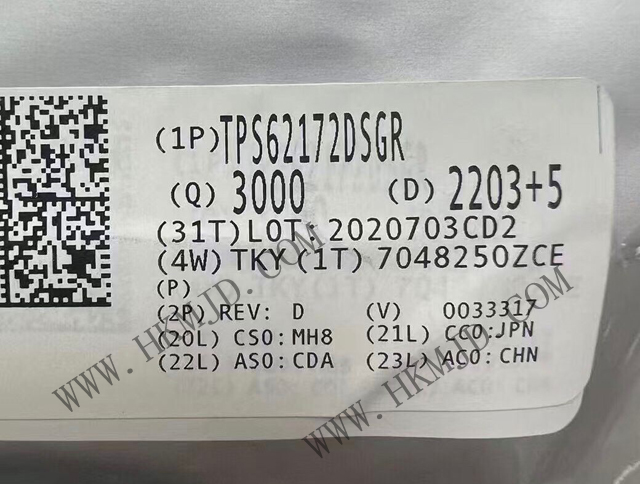 (1P) TPS62172DSGR
(Q) 3000 (D) 2203+5
(31T) LOT: 2020703CD2
(4W) TKY (1T) 7048250ZCE
(P)
(2P) REV: D (V) 0033317
(20L) CSO: MH8 (21L) CCO: JPN
(22L) ASO: CDA (23L) ACO: CHN
WWW.HKMJD.COM
WWW.HKMJD.COM